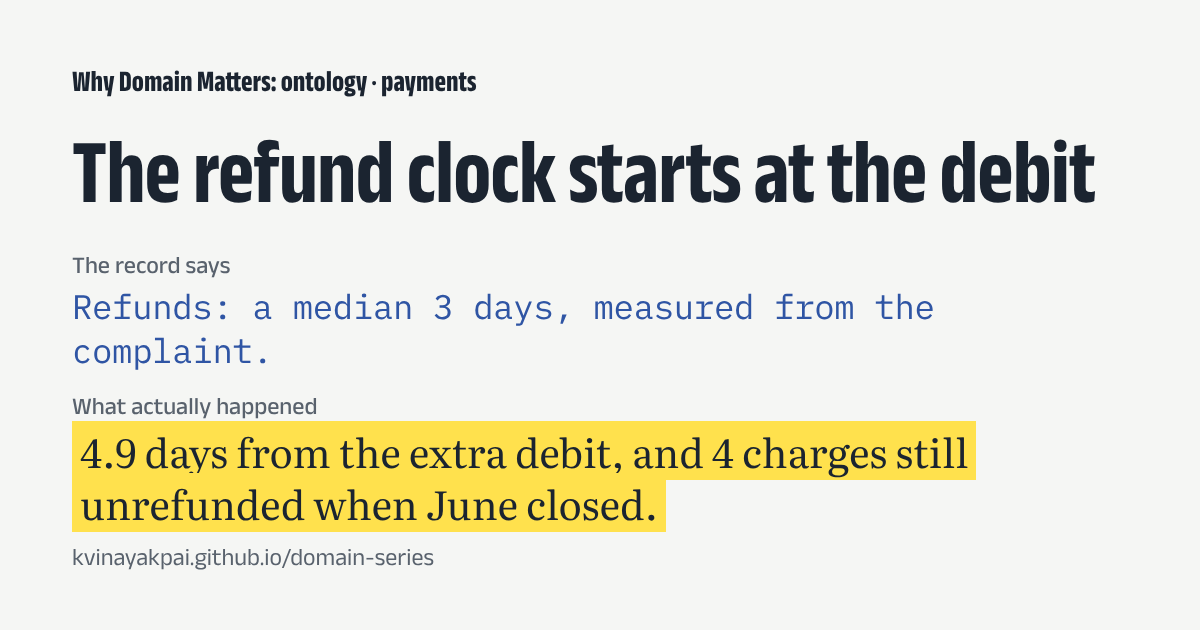 Why Domain Matters: ontology · payments
The refund clock starts at the debit
The record says
Refunds: a median 3 days, measured from the
complaint.
What actually happened
4.9 days from the extra debit, and 4 charges still
unrefunded when June closed.
kvinayakpai.github.io/domain-series